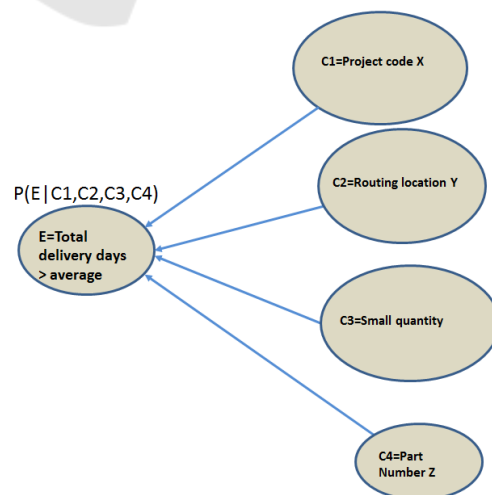 C1=Project code X
C2=Routing location Y
P(E|C1,C2,C3,C4)
E=Total
delivery days
> average
C3=Small quantity
C4=Part
Number Z